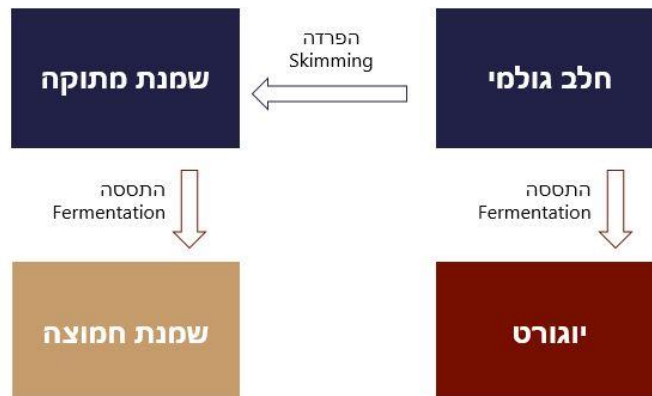 חלב גולמי
הפרדה
Skimming
שמנת מתוקה
התססה
Fermentation
התססה
Fermentation
יוגורט
שמנת חמוצה